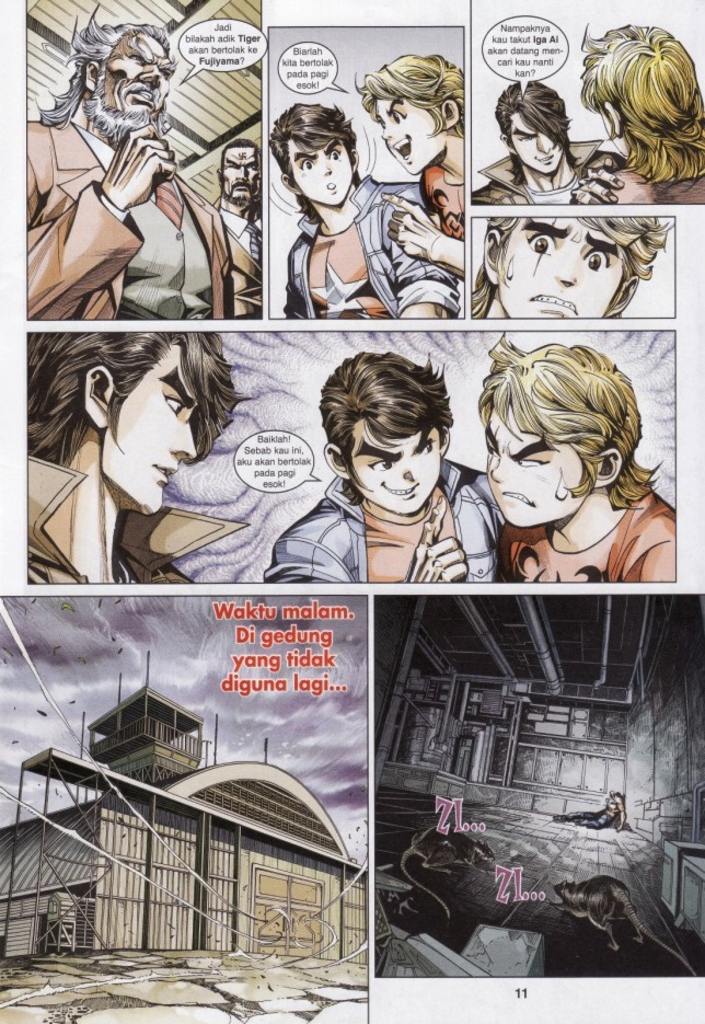 Jadi
bilakah adik Tiger
akan bertolak ke
Fujiyama?
Biarlah
kita bertolak
pada pagi
esok!
Nampaknya
kau takut Iga Ai
akan datang men-
cari kau nanti
kan?
Baiklah!
Sebab kau ini,
aku akan bertolak
pada pagi
esok!
Waktu malam.
Di gedung
yang tidak
diguna lagi...
ZI...
ZI...
11